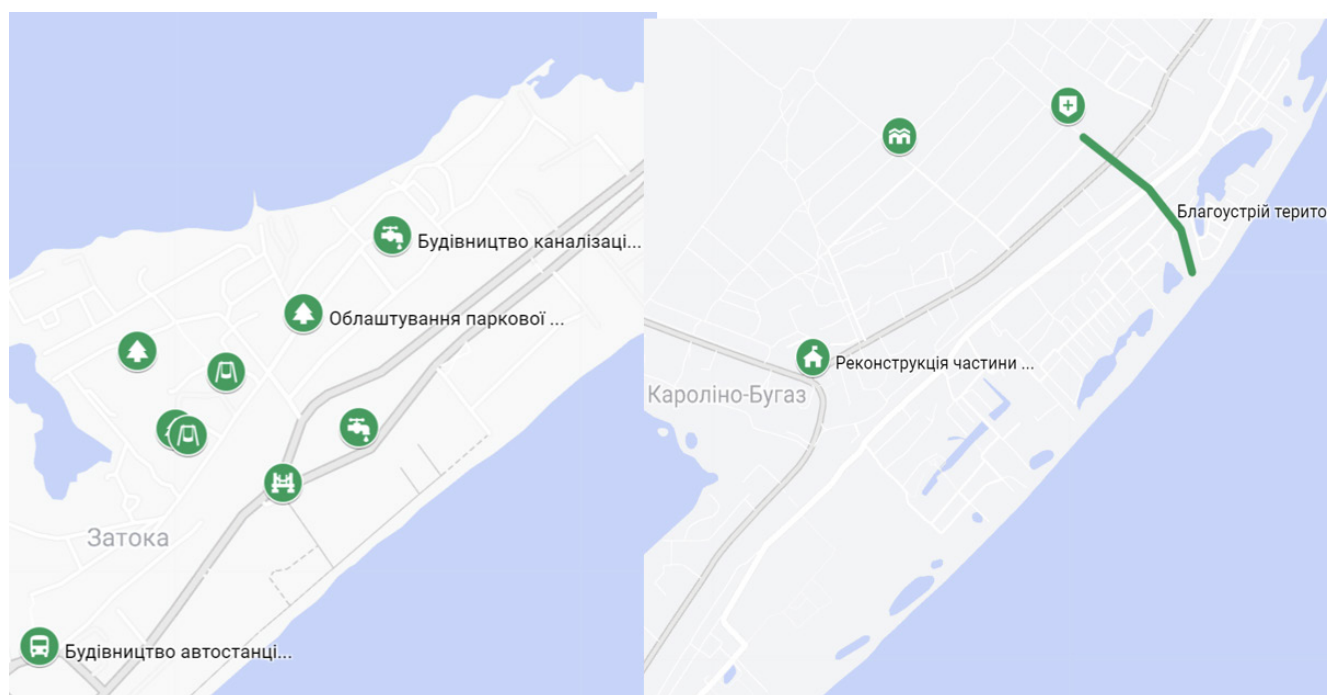 Будівництво каналізаці...
Облаштування паркової ...
Затока
Будівництво автостанці...
Благоустрій терито
Реконструкція частини ...
Кароліно-Бугаз